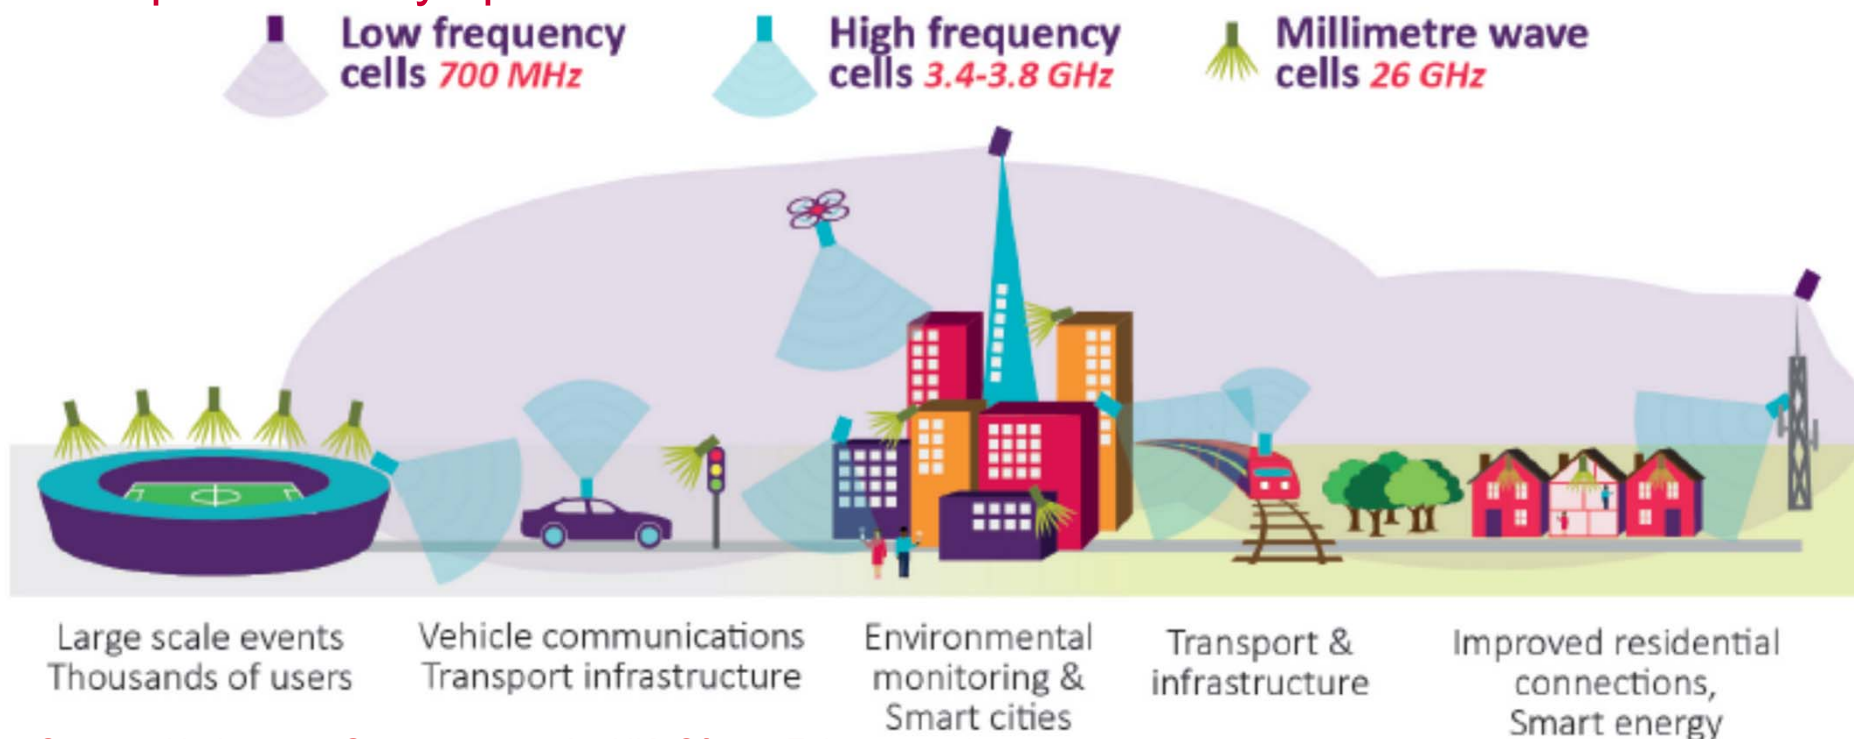 Low frequency
cells 700 MHz
High frequency
cells 3.4-3.8 GHz
Millimetre wave
cells 26 GHz
Large scale events
Thousands of users
Vehicle communications
Transport infrastructure
Environmental
monitoring &
Smart cities
Transport &
infrastructure
Improved residential
connections,
Smart energy